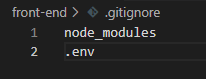 front-end > .gitignore
1 node_modules
2 .env